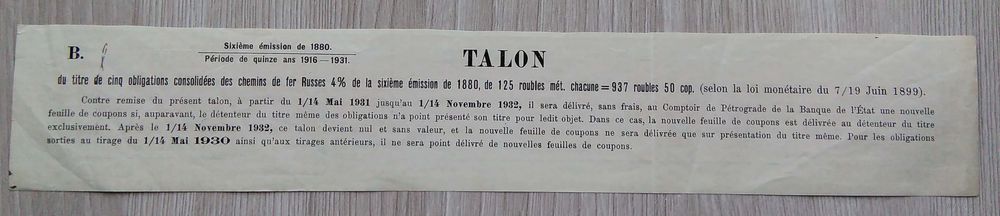 B.
Sixième émission de 1880.
Période de quinze ans 1916—1931.
TALON
du titre de cinq obligations consolidées des chemins de fer Russes 4% de la sixième émission de 1880, de 125 roubles mét. chacune = 937 roubles 50 cop. (selon la loi monétaire du 7/19 Juin 1899).
Contre remise du présent talon, à partir du 1/14 Mai 1931 jusqu'au 1/14 Novembre 1932, il sera délivré, sans frais, au Comptoir de Pétrograde de la Banque de l'État une nouvelle
feuille de coupons si, auparavant, le détenteur du titre même des obligations n'a point présenté son titre pour ledit objet. Dans ce cas, la nouvelle feuille de coupons est délivrée au détenteur du titre
exclusivement. Après le 1/14 Novembre 1932, ce talon devient nul et sans valeur, et la nouvelle feuille de coupons ne sera délivrée que sur présentation du titre même. Pour les obligations
sorties au tirage du 1/14 Mai 1930 ainsi qu'aux tirages antérieurs, il ne sera point délivré de nouvelles feuilles de coupons.